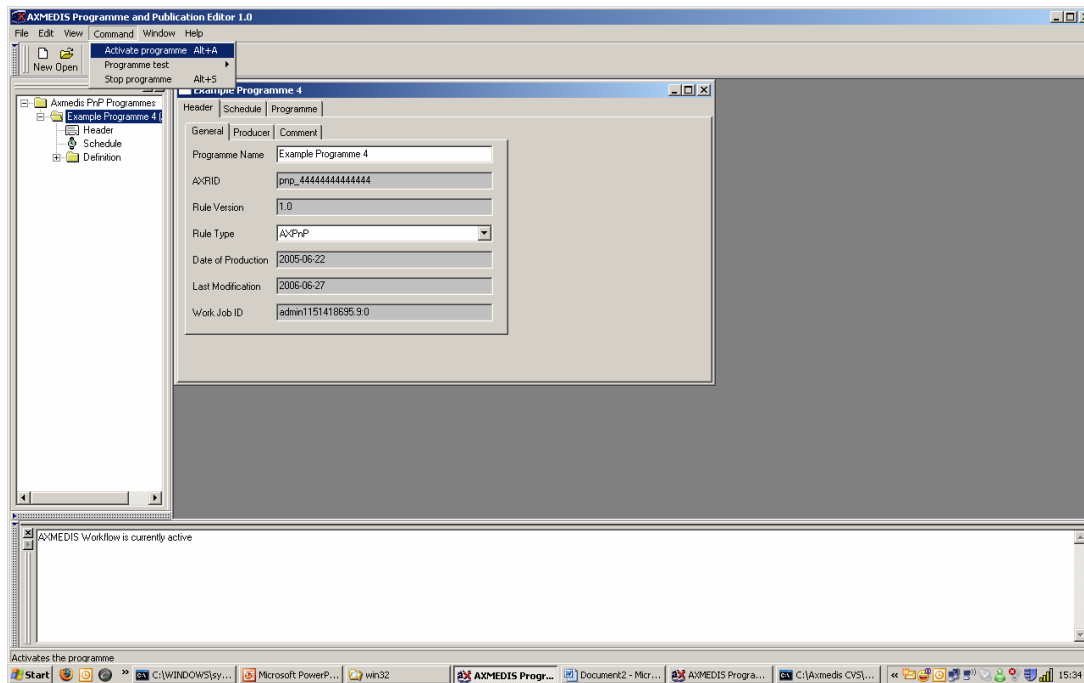 AXMEDIS Programme and Publication Editor 1.0
File Edit View Command Window Help
New Open
Activate programme Alt+A
Programme test
Stop programme Alt+S
Axmedis PnP Programmes
Example Programme 4
Header
Schedule
Definition
Example Programme 4
Header Schedule Programme
General Producer Comment
Programme Name Example Programme 4
AXRID pnp_44444444444444
Rule Version 1.0
Rule Type AXPnP
Date of Production 2005-06-22
Last Modification 2006-06-27
Work Job ID admin1151418695.9:0
AXMEDIS Workflow is currently active
Activates the programme
Start C:\WINDOWS\sy... Microsoft PowerP... win32 AXMEDIS Progr... Document2 - Micr... AXMEDIS Progra... C:\Axmedis CVS\... 15:34